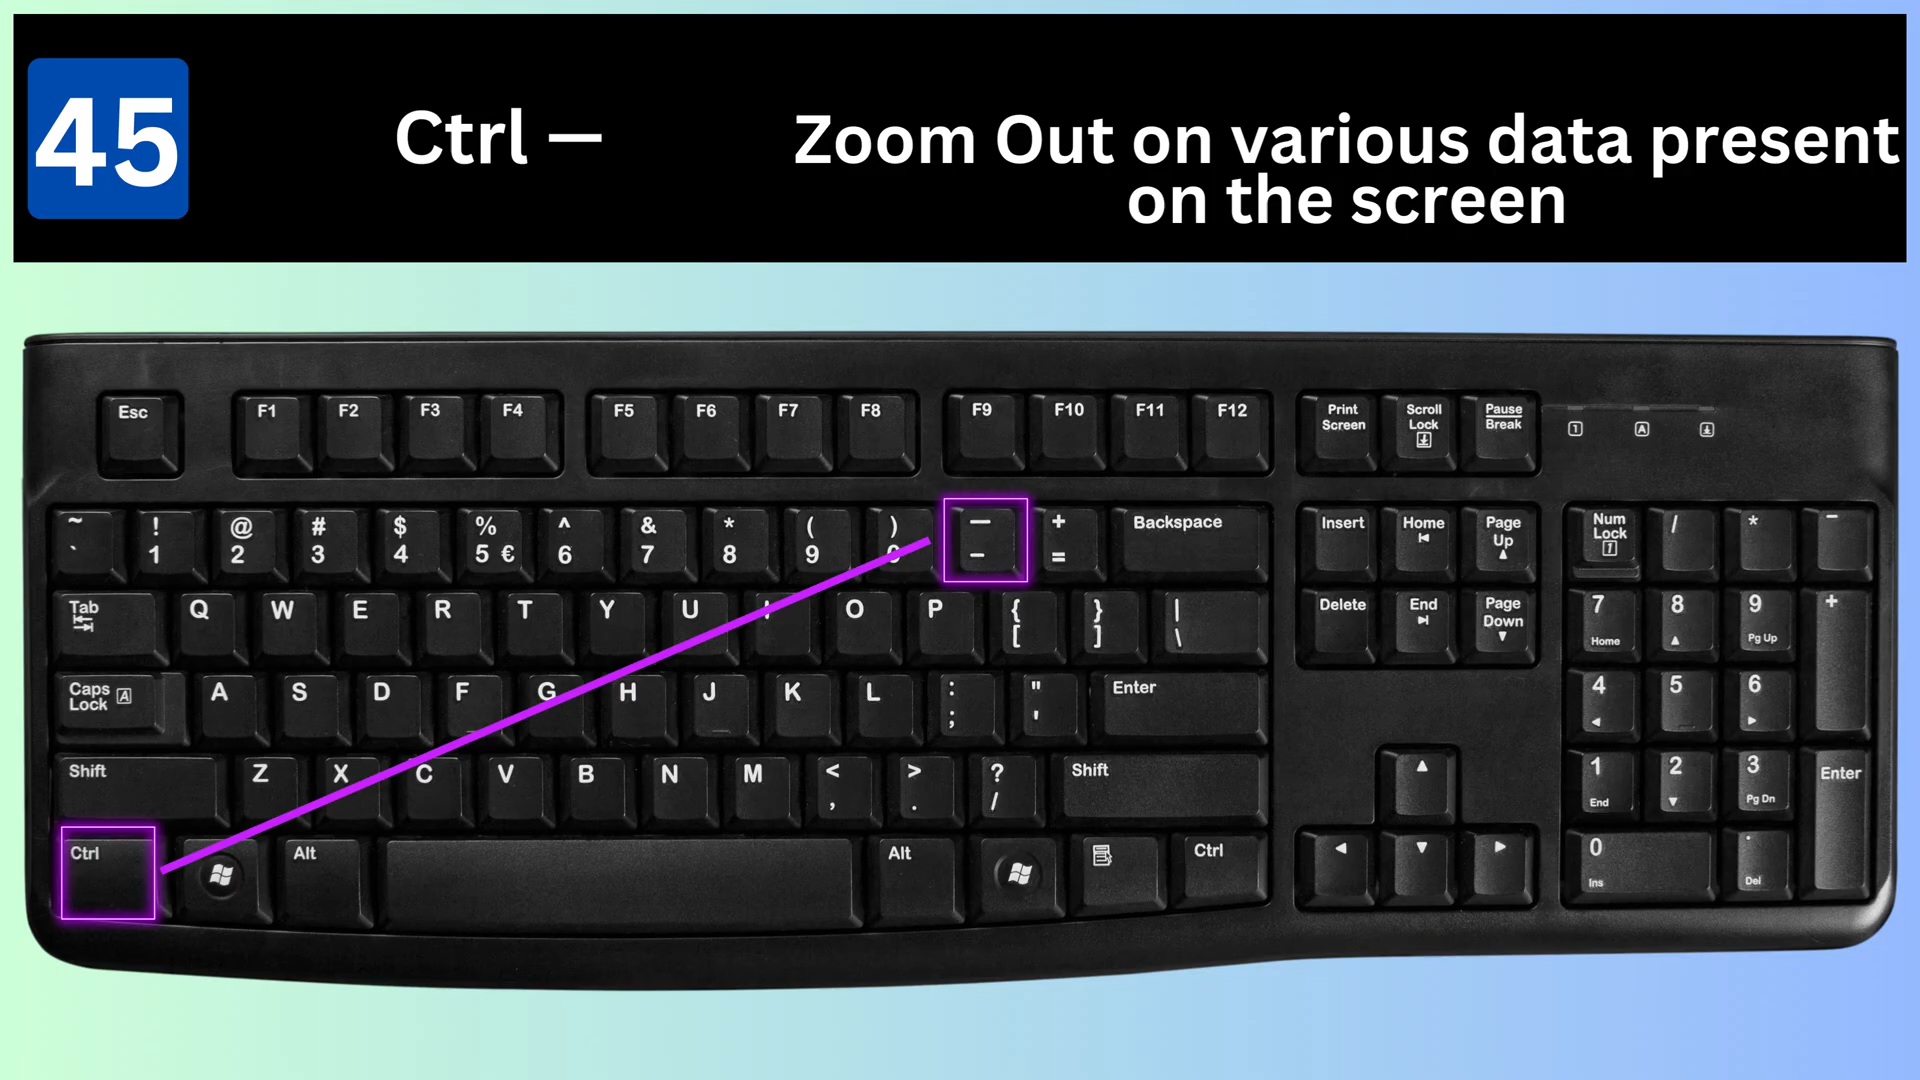 45
Ctrl —
Zoom Out on various data present
on the screen
Esc F1 F2 F3 F4 F5 F6 F7 F8 F9 F10 F11 F12 Print Screen Scroll Lock Pause Break
1 A
~ ! @ # $ % ^ & * ( ) — + Backspace Insert Home Page Up Num Lock 1 / * -
` 1 2 3 4 5 € 6 7 8 9 0 - =
Tab Q W E R T Y U I O P { } | Delete End Page Down 7 8 9 +
[ ] \ Home Pg Up
Caps Lock A A S D F G H J K L : " Enter 4 5 6
; '
Shift Z X C V B N M < > ? Shift 1 2 3 Enter
, . / End Pg Dn
Ctrl Alt Alt Ctrl 0 .
Ins Del